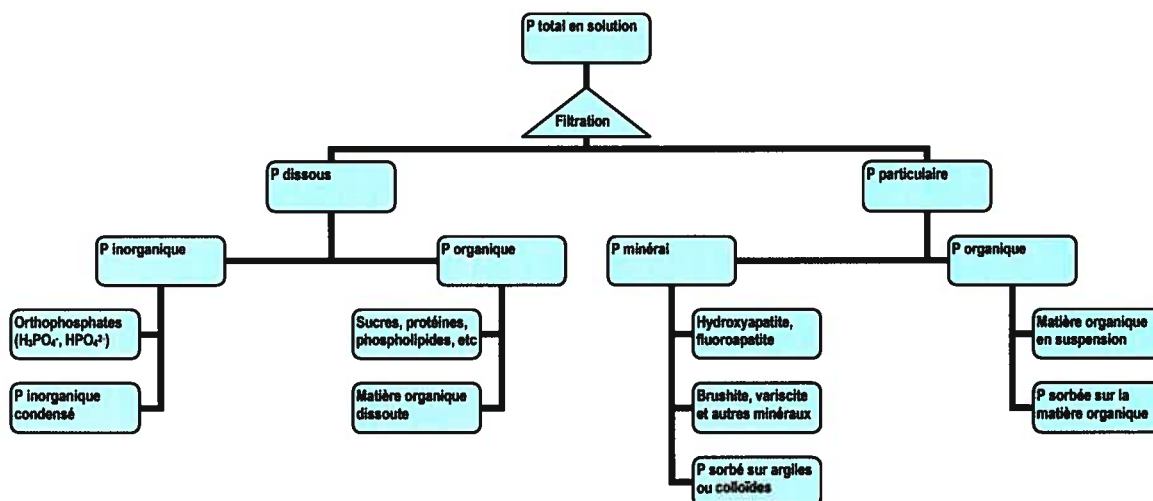 P total en solution
Filtration
P dissous
P particulaire
P inorganique
P organique
P minéral
P organique
Orthophosphates
(H₂PO₄⁻, HPO₄²⁻)
P inorganique
condensé
Sucres, protéines,
phospholipides, etc
Matière organique
dissoute
Hydroxyapatite,
fluoroapatite
Brushite, variscite
et autres minéraux
P sorbé sur argiles
ou colloïdes
Matière organique
en suspension
P sorbée sur la
matière organique